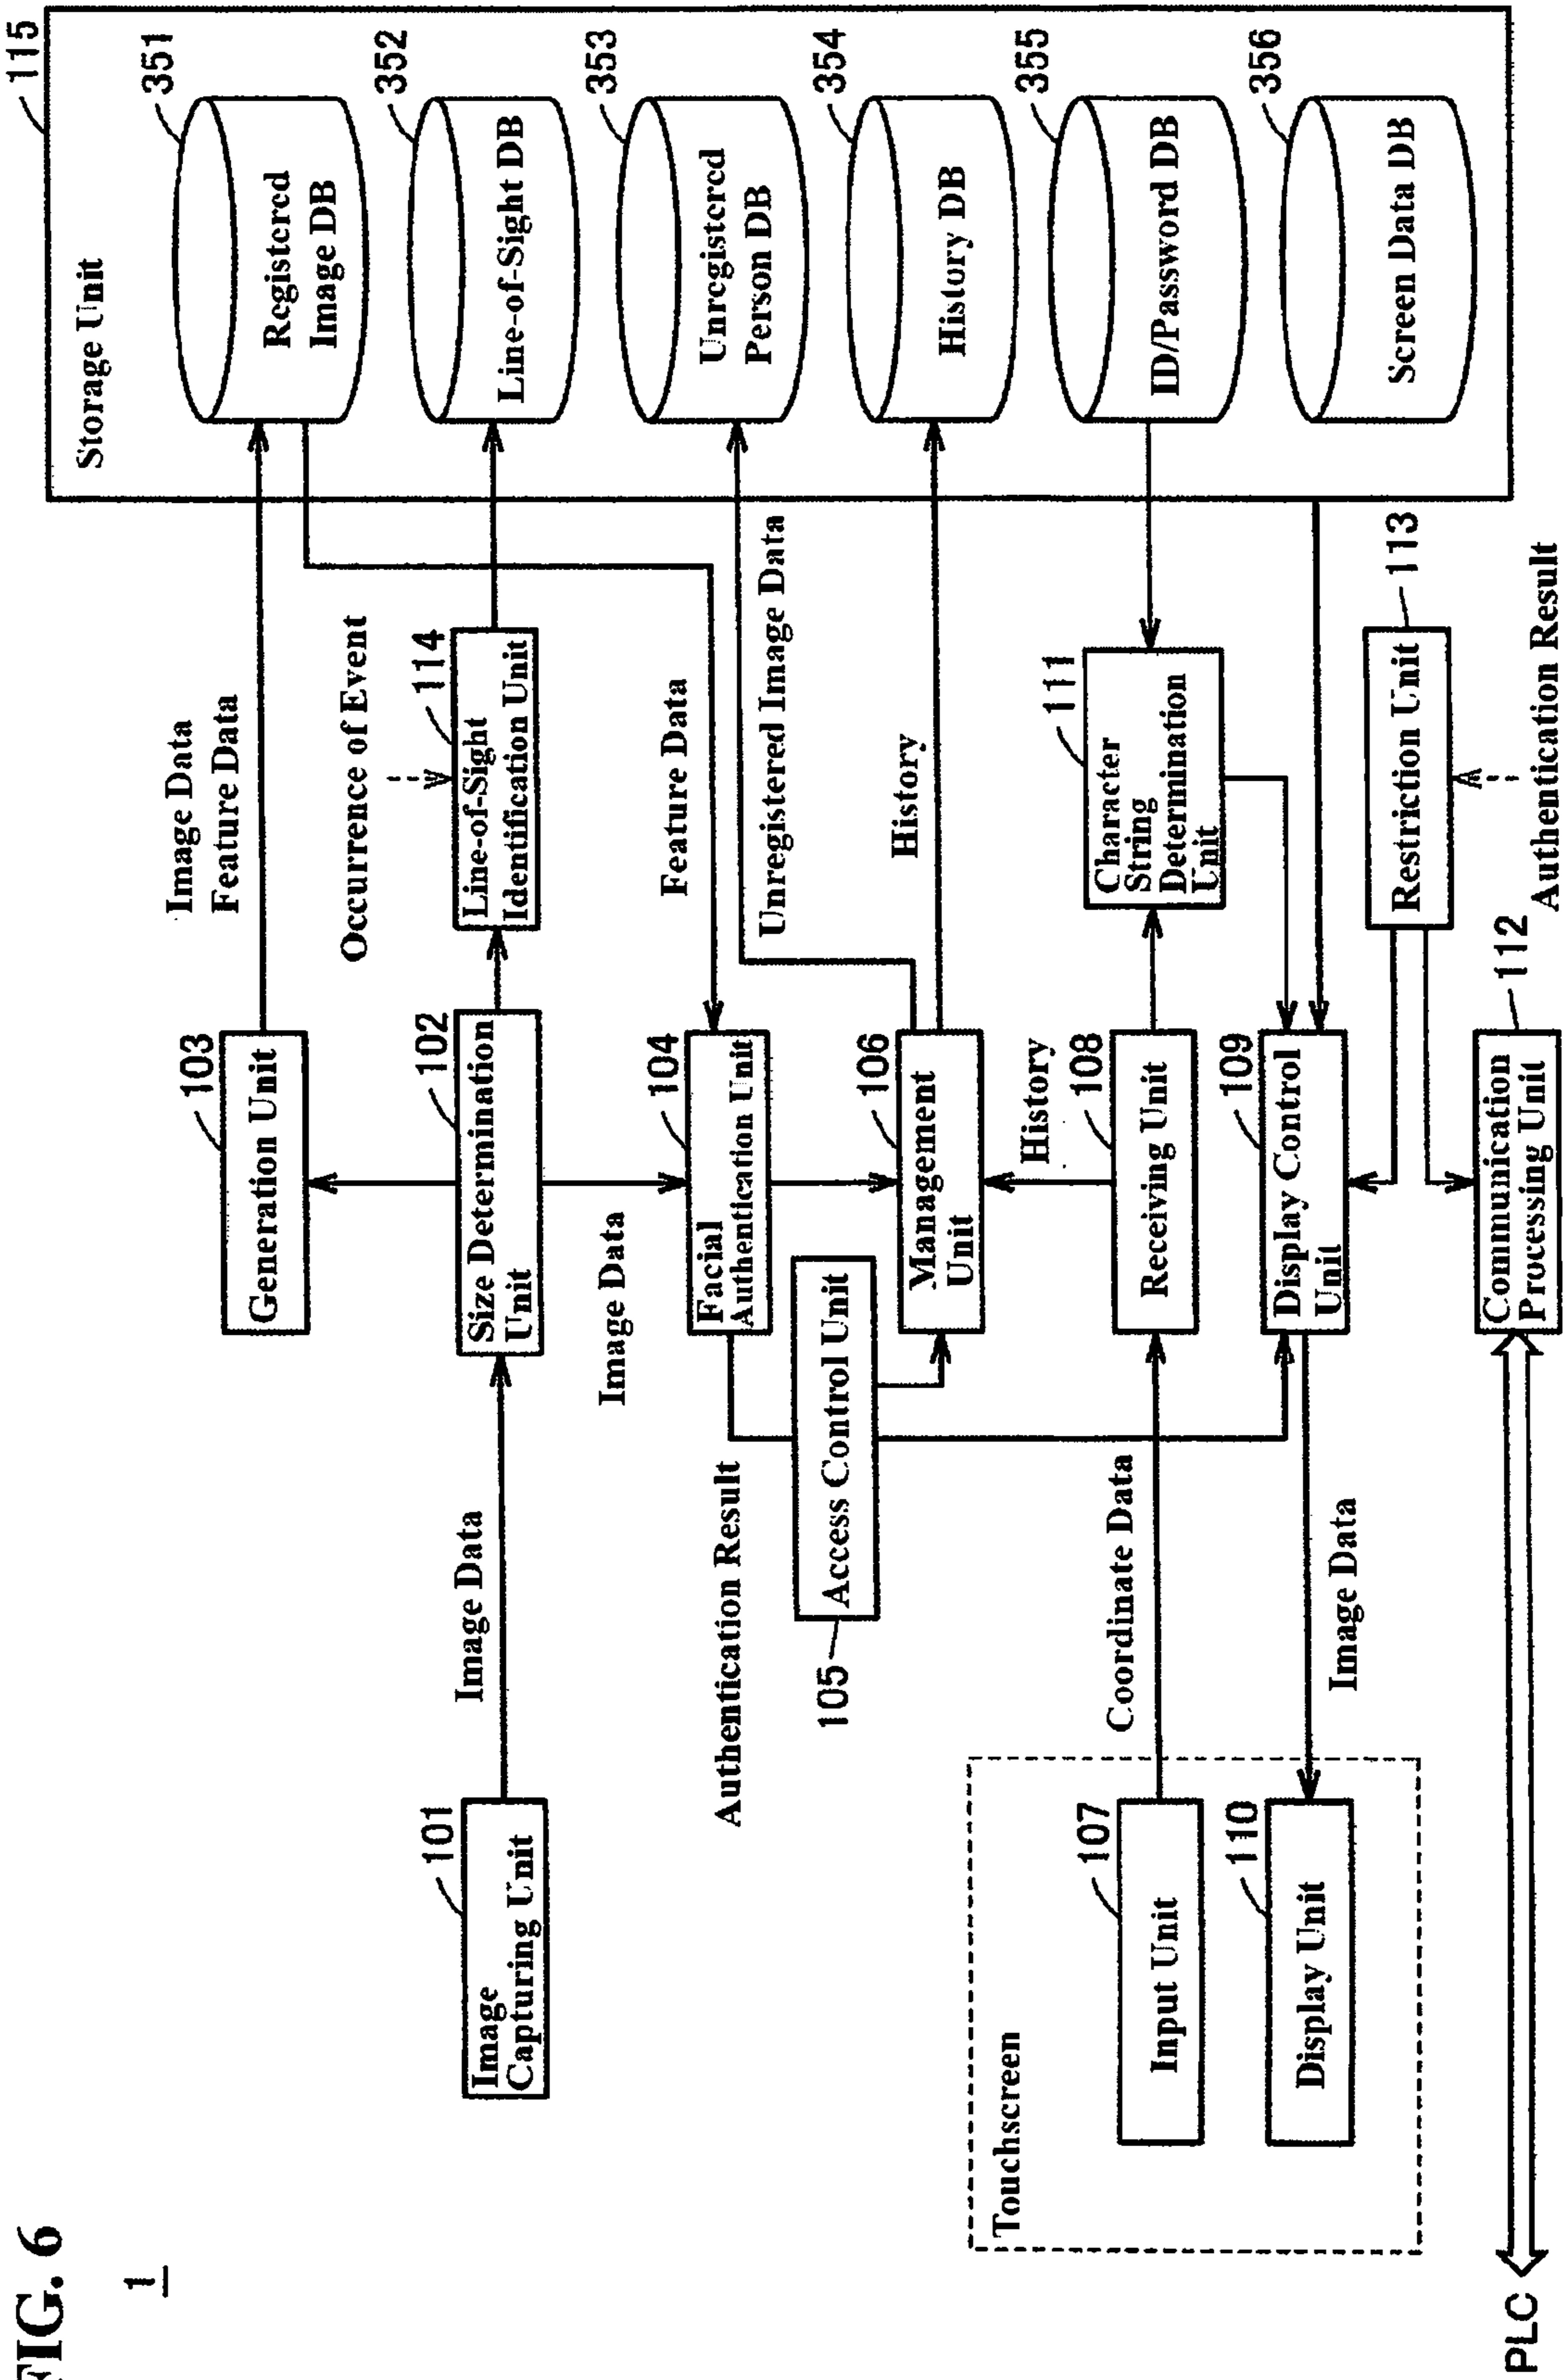 FIG. 6
1
115
Storage Unit
351
Registered
Image DB
352
Line-of-Sight DB
353
Unregistered
Person DB
354
History DB
355
ID/Password DB
356
Screen Data DB
Image Data
Feature Data
Occurrence of Event
114
Line-of-Sight
Identification Unit
Feature Data
Unregistered Image Data
History
111
Character
String
Determination
Unit
113
Restriction Unit
Authentication Result
103
Generation Unit
102
Size Determination
Unit
Image Data
104
Facial
Authentication Unit
106
Management
Unit
History
108
Receiving Unit
109
Display Control
Unit
112
Communication
Processing Unit
Image Data
Authentication Result
Access Control Unit
105
Coordinate Data
Image Data
101
Image
Capturing Unit
Touchscreen
107
Input Unit
110
Display Unit
PLC